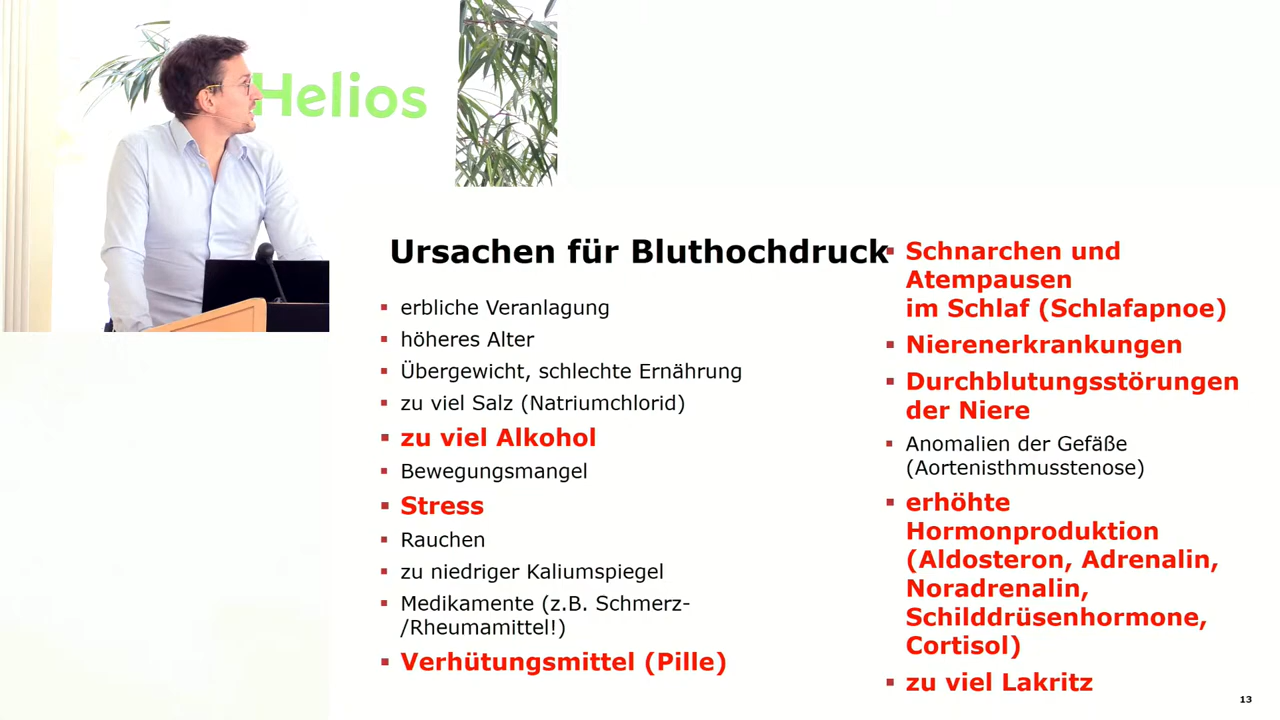 Helios
Ursachen für Bluthochdruck
▪ erbliche Veranlagung
▪ höheres Alter
▪ Übergewicht, schlechte Ernährung
▪ zu viel Salz (Natriumchlorid)
▪ zu viel Alkohol
▪ Bewegungsmangel
▪ Stress
▪ Rauchen
▪ zu niedriger Kaliumspiegel
▪ Medikamente (z.B. Schmerz-
/Rheumamittel!)
▪ Verhütungsmittel (Pille)
▪ Schnarchen und
Atempausen
im Schlaf (Schlafapnoe)
▪ Nierenerkrankungen
▪ Durchblutungsstörungen
der Niere
▪ Anomalien der Gefäße
(Aortenisthmusstenose)
▪ erhöhte
Hormonproduktion
(Aldosteron, Adrenalin,
Noradrenalin,
Schilddrüsenhormone,
Cortisol)
▪ zu viel Lakritz
13